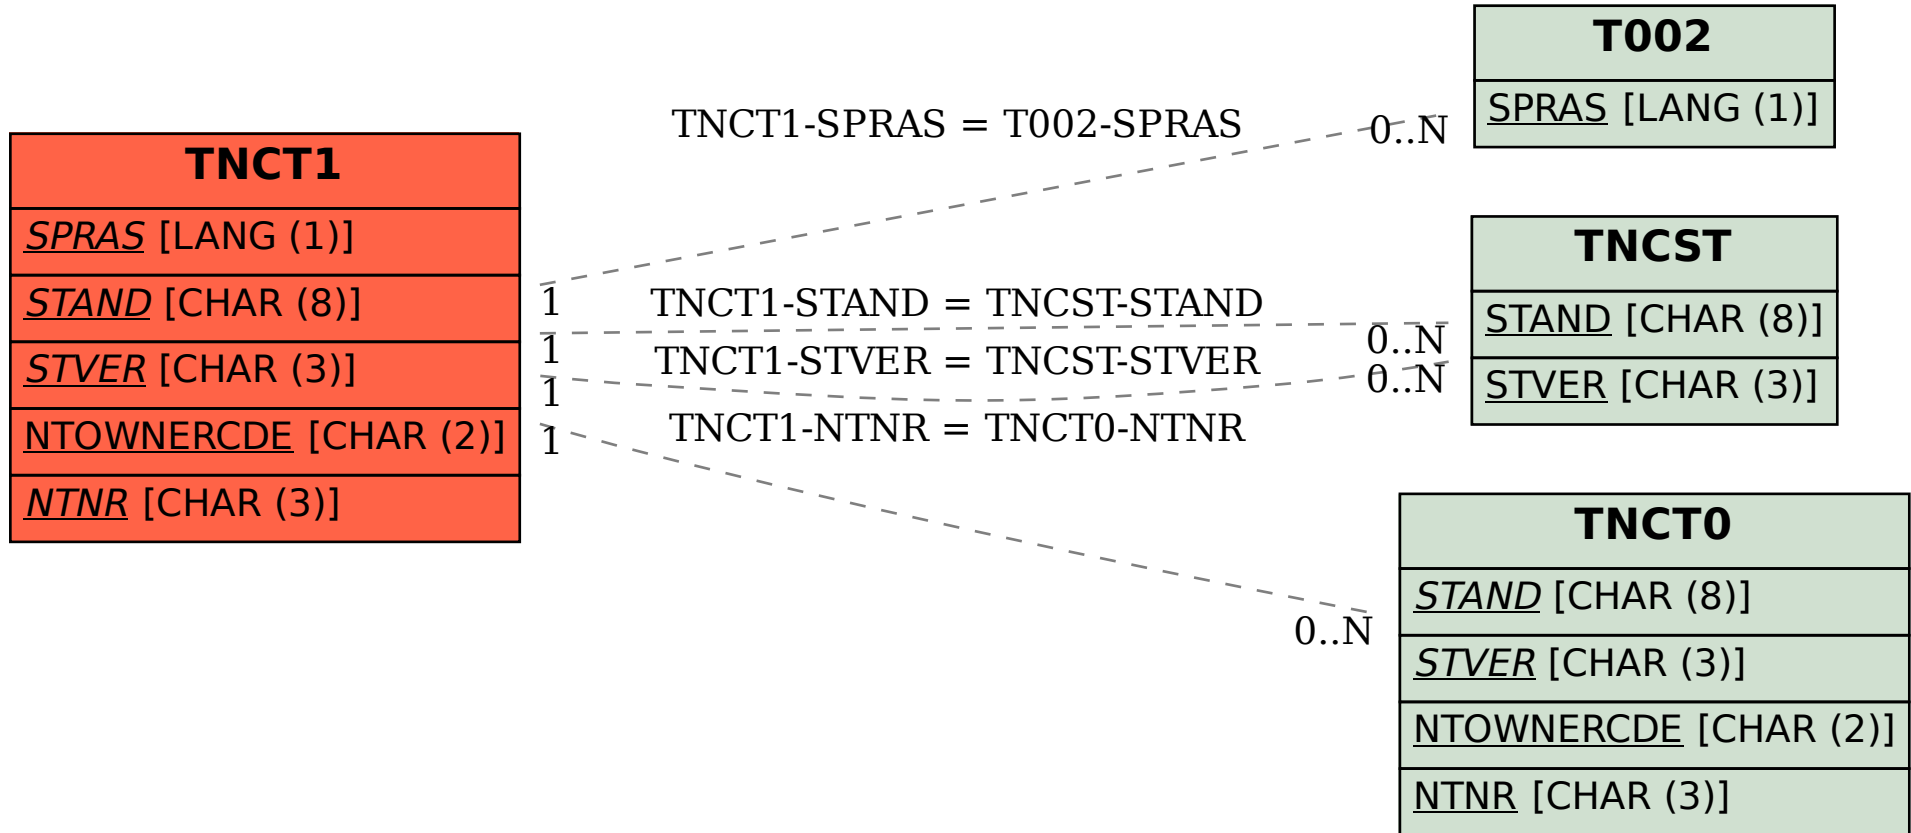 TNCT1
SPRAS [LANG (1)]
STAND [CHAR (8)]
STVER [CHAR (3)]
NTOWNERCDE [CHAR (2)]
NTNR [CHAR (3)]
TNCT1-SPRAS = T002-SPRAS
0..N
1
TNCT1-STAND = TNCST-STAND
0..N
1
TNCT1-STVER = TNCST-STVER
0..N
1
TNCT1-NTNR = TNCT0-NTNR
1
0..N
T002
SPRAS [LANG (1)]
TNCST
STAND [CHAR (8)]
STVER [CHAR (3)]
TNCT0
STAND [CHAR (8)]
STVER [CHAR (3)]
NTOWNERCDE [CHAR (2)]
NTNR [CHAR (3)]